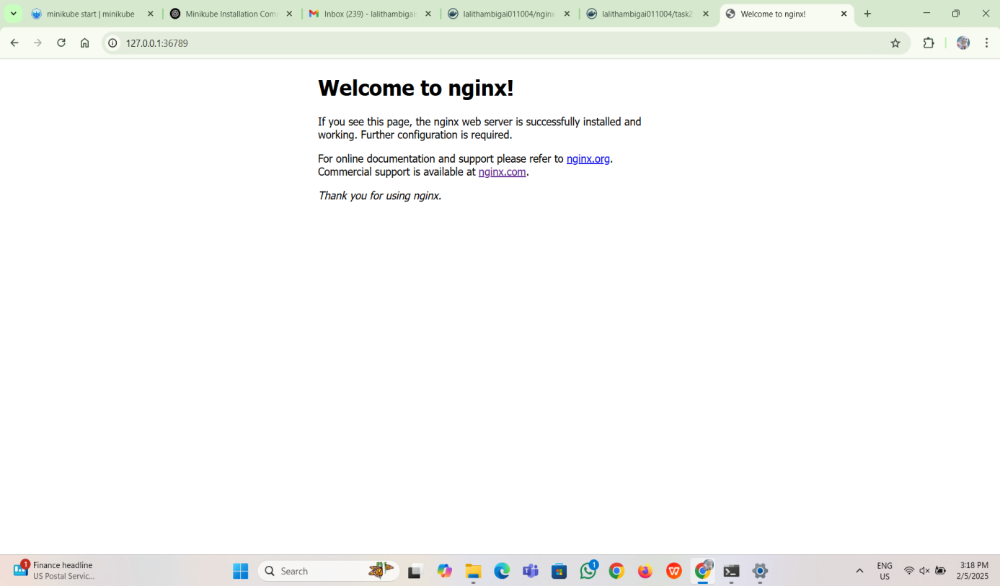 minikube start | minikube
Minikube Installation Com
Inbox (239) - lalithambigai
lalithambigai011004/nginx
lalithambigai011004/task2
Welcome to nginx!
127.0.0.1:36789
Welcome to nginx!
If you see this page, the nginx web server is successfully installed and
working. Further configuration is required.
For online documentation and support please refer to nginx.org.
Commercial support is available at nginx.com.
Thank you for using nginx.
1
Finance headline
US Postal Servic...
Search
1
ENG
US
3:18 PM
2/5/2025